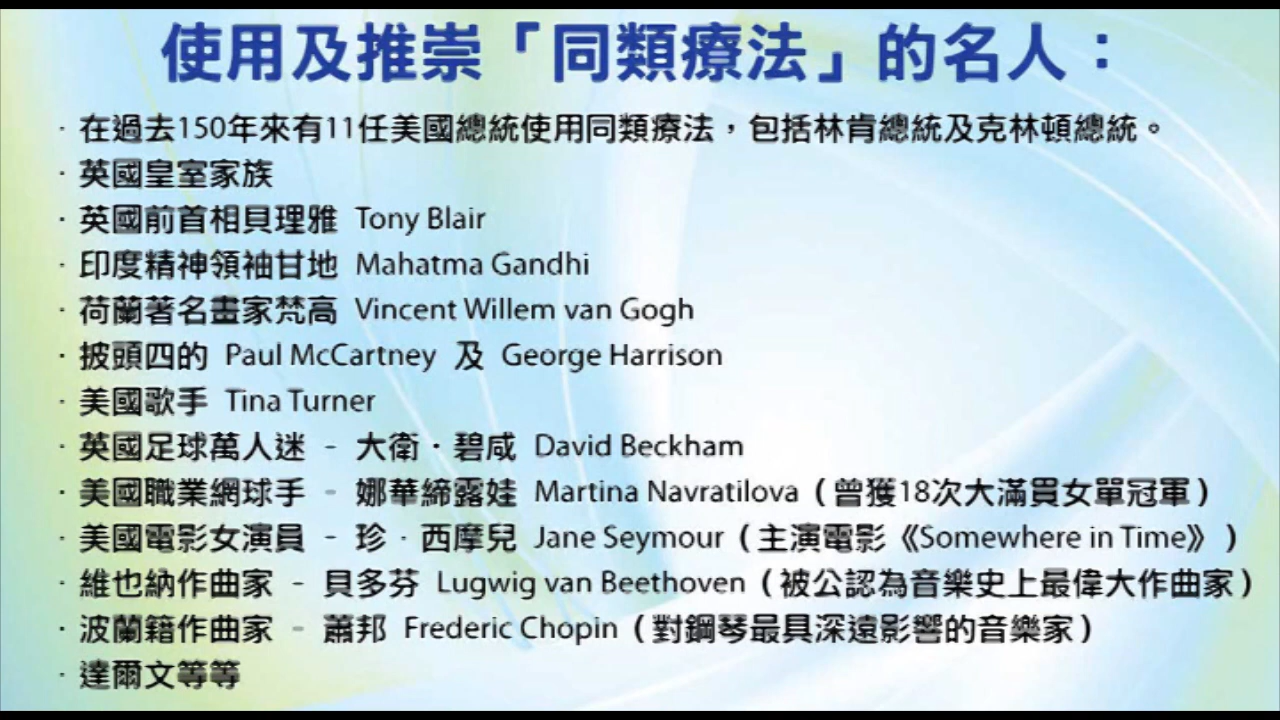 使用及推崇「同類療法」的名人：
· 在過去150年來有11任美國總統使用同類療法，包括林肯總統及克林頓總統。
· 英國皇室家族
· 英國前首相貝理雅 Tony Blair
· 印度精神領袖甘地 Mahatma Gandhi
· 荷蘭著名畫家梵高 Vincent Willem van Gogh
· 披頭四的 Paul McCartney 及 George Harrison
· 美國歌手 Tina Turner
· 英國足球萬人迷 - 大衛·碧咸 David Beckham
· 美國職業網球手 - 娜華締露娃 Martina Navratilova（曾獲18次大滿貫女單冠軍）
· 美國電影女演員 - 珍·西摩兒 Jane Seymour（主演電影《Somewhere in Time》）
· 維也納作曲家 - 貝多芬 Lugwig van Beethoven（被公認為音樂史上最偉大作曲家）
· 波蘭籍作曲家 - 蕭邦 Frederic Chopin（對鋼琴最具深遠影響的音樂家）
· 達爾文等等